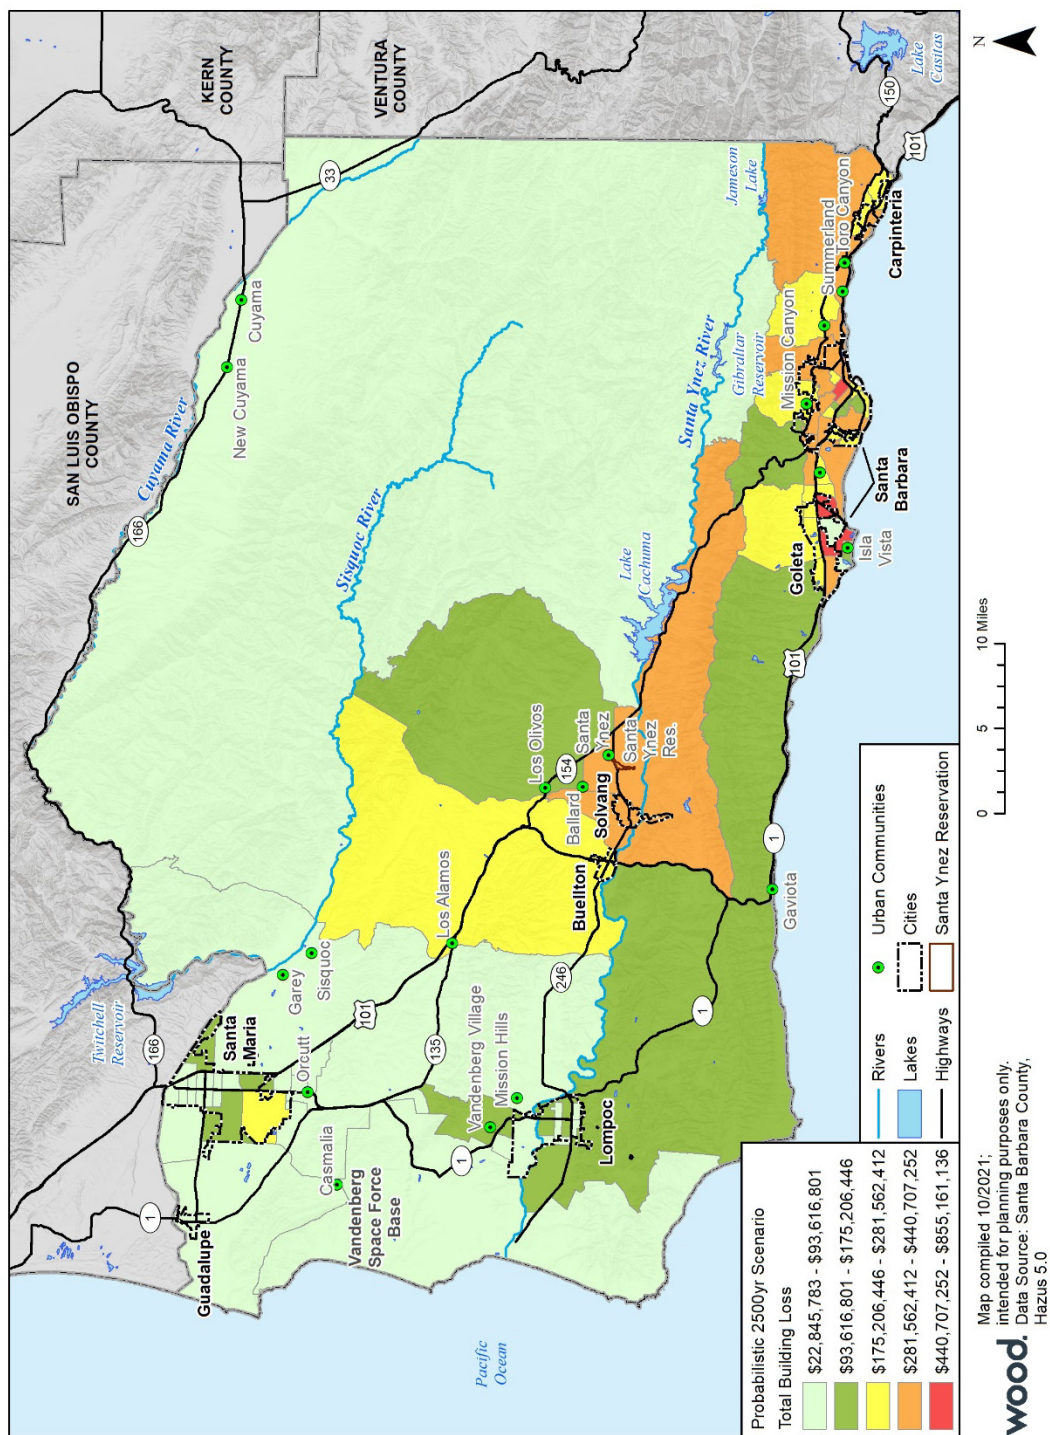 KERN
COUNTY
VENTURA
COUNTY
SAN LUIS OBISPO
COUNTY
Lake
Casitas
150
101
33
Jameson
Lake
Cuyama
New Cuyama
Cuyama River
166
Sisquoc River
Santa Ynez River
Gibraltar
Reservoir
Mission Canyon
Summerland
Toro Canyon
Carpinteria
Santa
Barbara
Goleta
Isla
Vista
Lake
Cachuma
101
Los Olivos
154
Santa
Ynez
Ballard
Santa
Ynez
Res.
Solvang
Buellton
Los Alamos
Gaviota
1
Twitchell
Reservoir
166
Garey
Sisquoc
Santa
Maria
Orcutt
101
135
246
1
Vandenberg Village
Mission Hills
Lompoc
1
Casmalia
Vandenberg
Space Force
Base
Guadalupe
1
Pacific
Ocean
N
0 5 10 Miles
Probabilistic 2500yr Scenario
Total Building Loss
$22,845,783 - $93,616,801
$93,616,801 - $175,206,446
$175,206,446 - $281,562,412
$281,562,412 - $440,707,252
$440,707,252 - $855,161,136
Rivers
Lakes
Highways
Urban Communities
Cities
Santa Ynez Reservation
wood.
Map compiled 10/2021;
intended for planning purposes only.
Data Source: Santa Barbara County,
Hazus 5.0